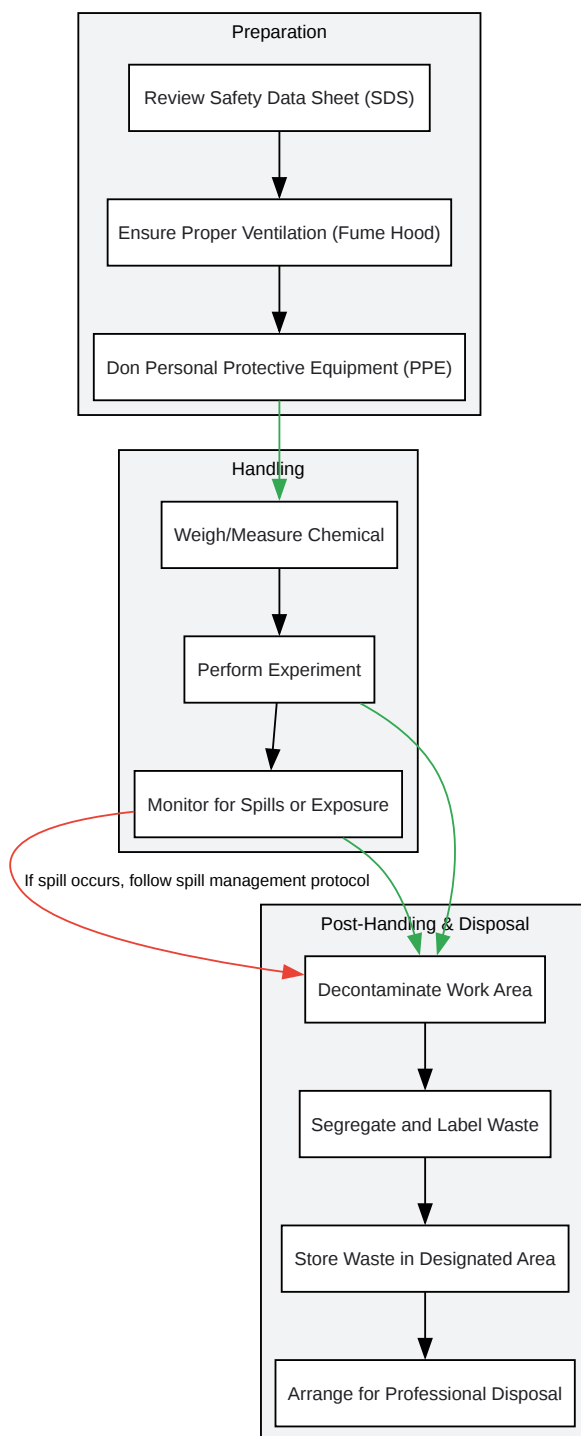 Preparation
Review Safety Data Sheet (SDS)
Ensure Proper Ventilation (Fume Hood)
Don Personal Protective Equipment (PPE)
Handling
Weigh/Measure Chemical
Perform Experiment
Monitor for Spills or Exposure
If spill occurs, follow spill management protocol
Post-Handling & Disposal
Decontaminate Work Area
Segregate and Label Waste
Store Waste in Designated Area
Arrange for Professional Disposal